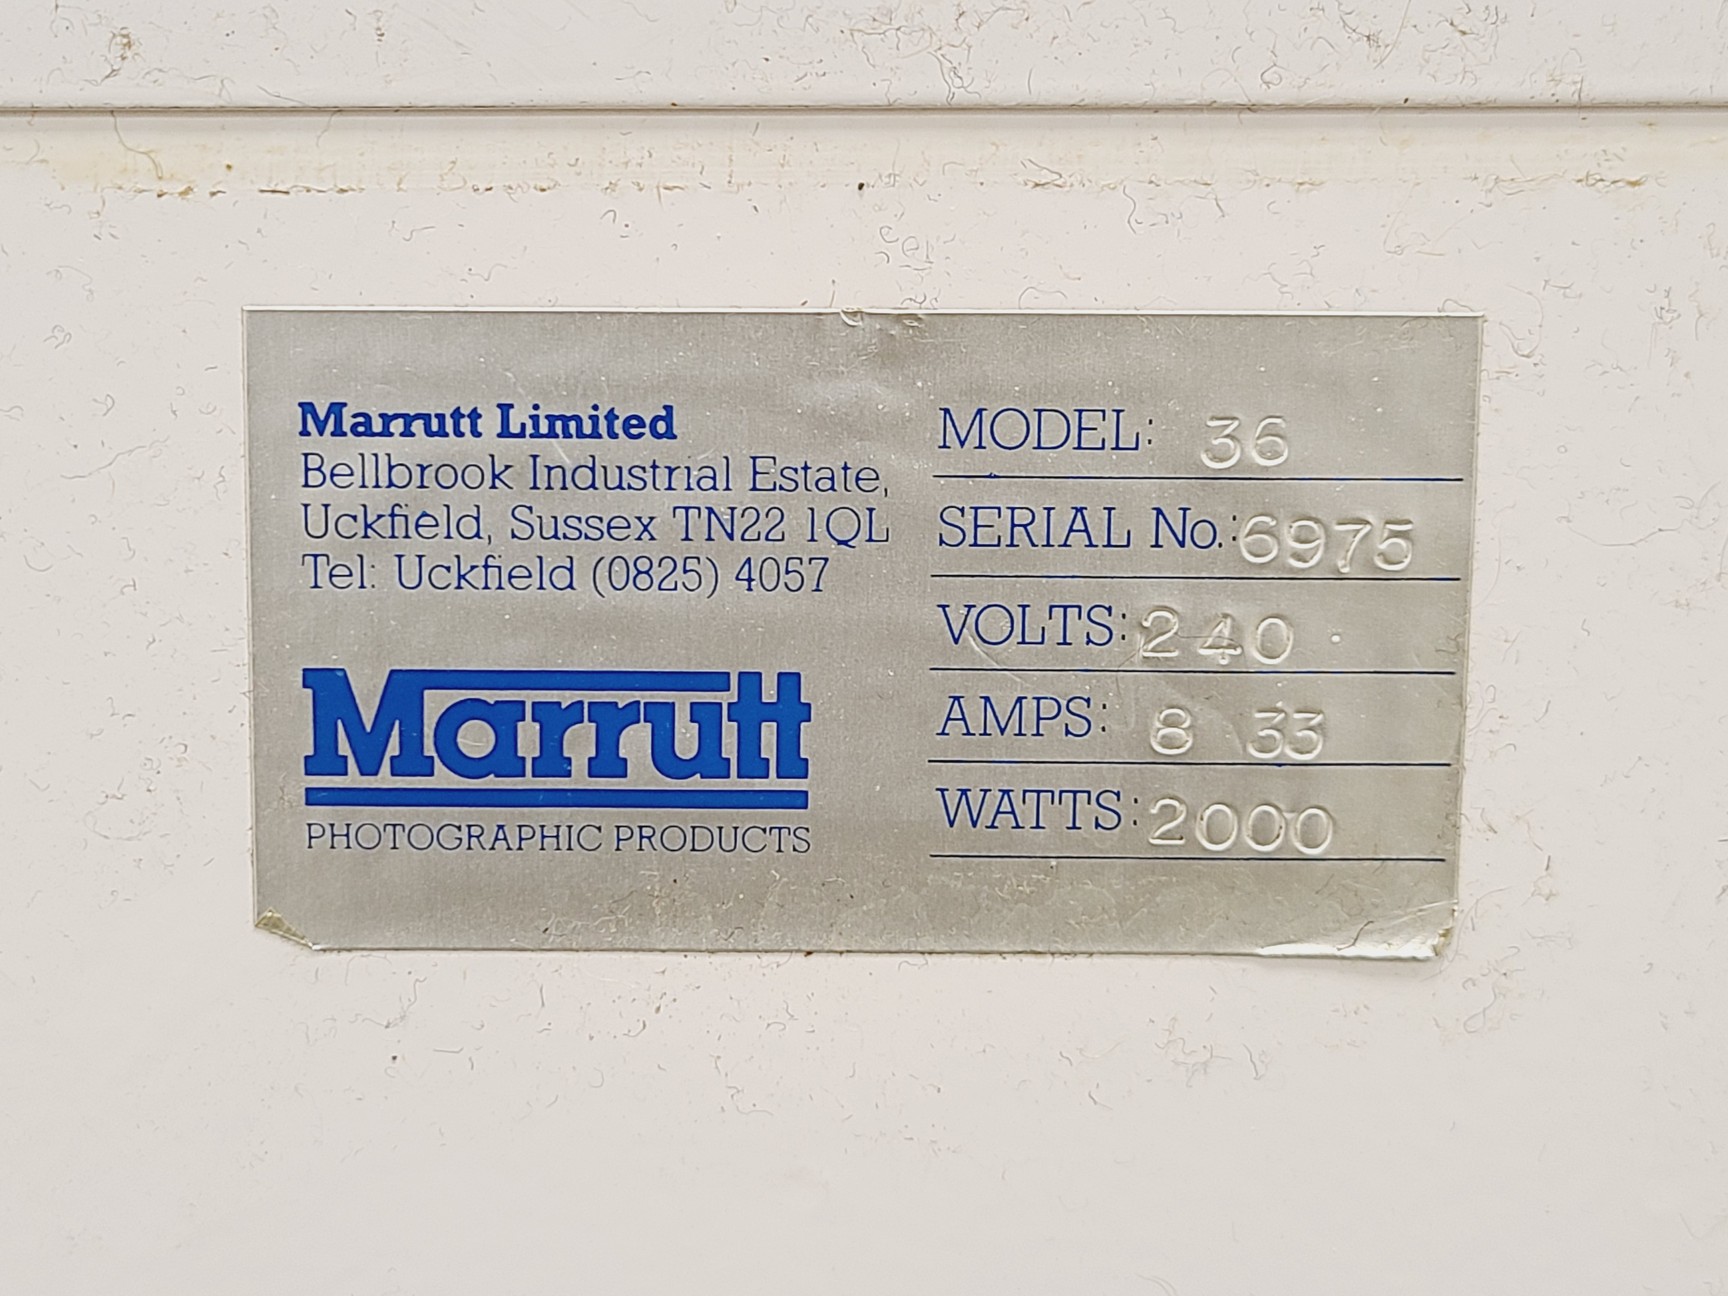 Marrutt Limited
Bellbrook Industrial Estate,
Uckfield, Sussex TN22 1QL
Tel: Uckfield (0825) 4057
Marrutt
PHOTOGRAPHIC PRODUCTS
MODEL: 36
SERIAL No.: 6975
VOLTS: 240
AMPS: 8 33
WATTS: 2000